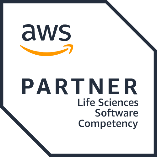 aws
PARTNER
Life Sciences
Software
Competency